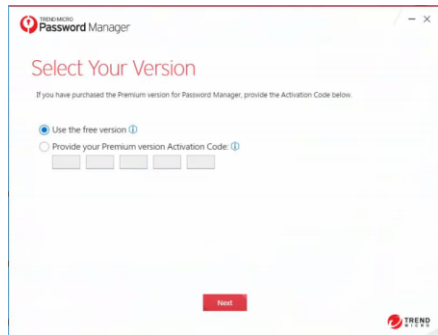 TREND MICRO
Password Manager
Select Your Version
If you have purchased the Premium version for Password Manager, provide the Activation Code below.
Use the free version
Provide your Premium version Activation Code:
Next
TREND
MICRO